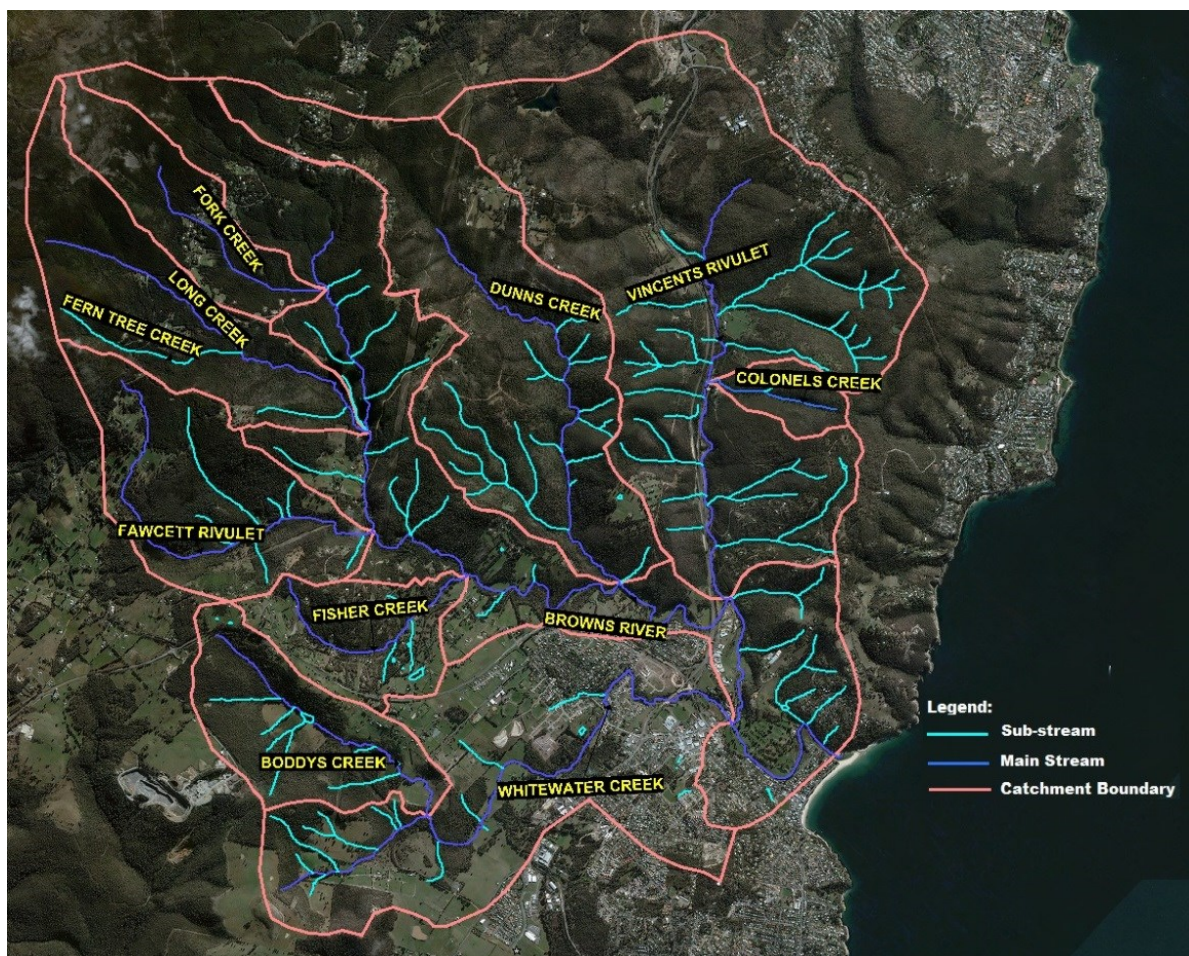 FORK CREEK
LONG CREEK
FERN TREE CREEK
DUNNS CREEK
VINCENTS RIVULET
COLONELS CREEK
FAWCETT RIVULET
FISHER CREEK
BROWNS RIVER
BODDYS CREEK
WHITEWATER CREEK
Legend:
Sub-stream
Main Stream
Catchment Boundary